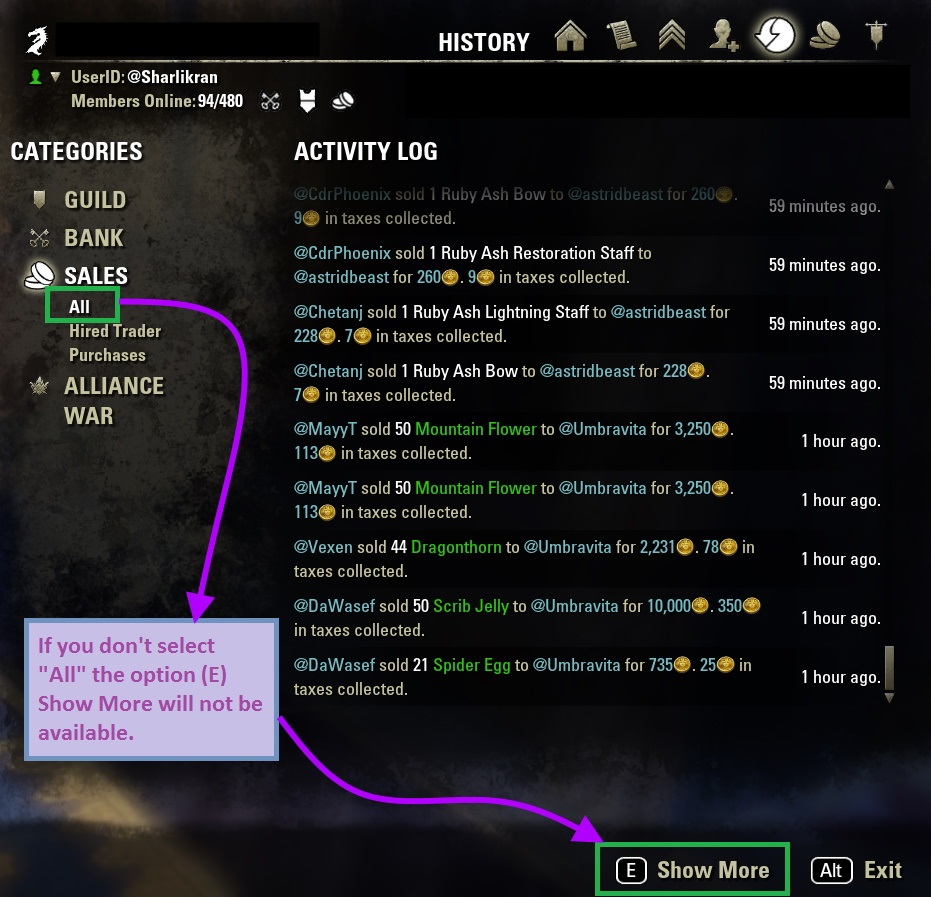 HISTORY
UserID: @Sharlikran
Members Online: 94/480
CATEGORIES
GUILD
BANK
SALES
All
Hired Trader
Purchases
ALLIANCE
WAR
ACTIVITY LOG
@CdrPhoenix sold 1 Ruby Ash Bow to @astridbeast for 260.
9 in taxes collected.
59 minutes ago.
@CdrPhoenix sold 1 Ruby Ash Restoration Staff to
@astridbeast for 260. 9 in taxes collected.
59 minutes ago.
@Chetanj sold 1 Ruby Ash Lightning Staff to @astridbeast for
228. 7 in taxes collected.
59 minutes ago.
@Chetanj sold 1 Ruby Ash Bow to @astridbeast for 228.
7 in taxes collected.
59 minutes ago.
@MayyT sold 50 Mountain Flower to @Umbravita for 3,250.
113 in taxes collected.
1 hour ago.
@MayyT sold 50 Mountain Flower to @Umbravita for 3,250.
113 in taxes collected.
1 hour ago.
@Vexen sold 44 Dragonthorn to @Umbravita for 2,231. 78 in
taxes collected.
1 hour ago.
@DaWasef sold 50 Scrib Jelly to @Umbravita for 10,000. 350
in taxes collected.
1 hour ago.
@DaWasef sold 21 Spider Egg to @Umbravita for 735. 25 in
taxes collected.
1 hour ago.
If you don't select
"All" the option (E)
Show More will not be
available.
E Show More
Alt Exit